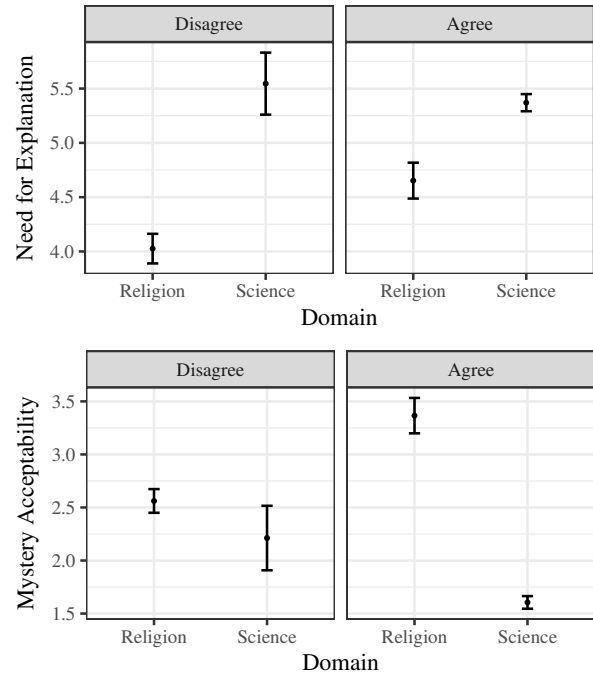 Disagree Agree
Need for Explanation
5.5
5.0
4.5
4.0
Religion Science Religion Science
Domain
Disagree Agree
Mystery Acceptability
3.5
3.0
2.5
2.0
1.5
Religion Science Religion Science
Domain